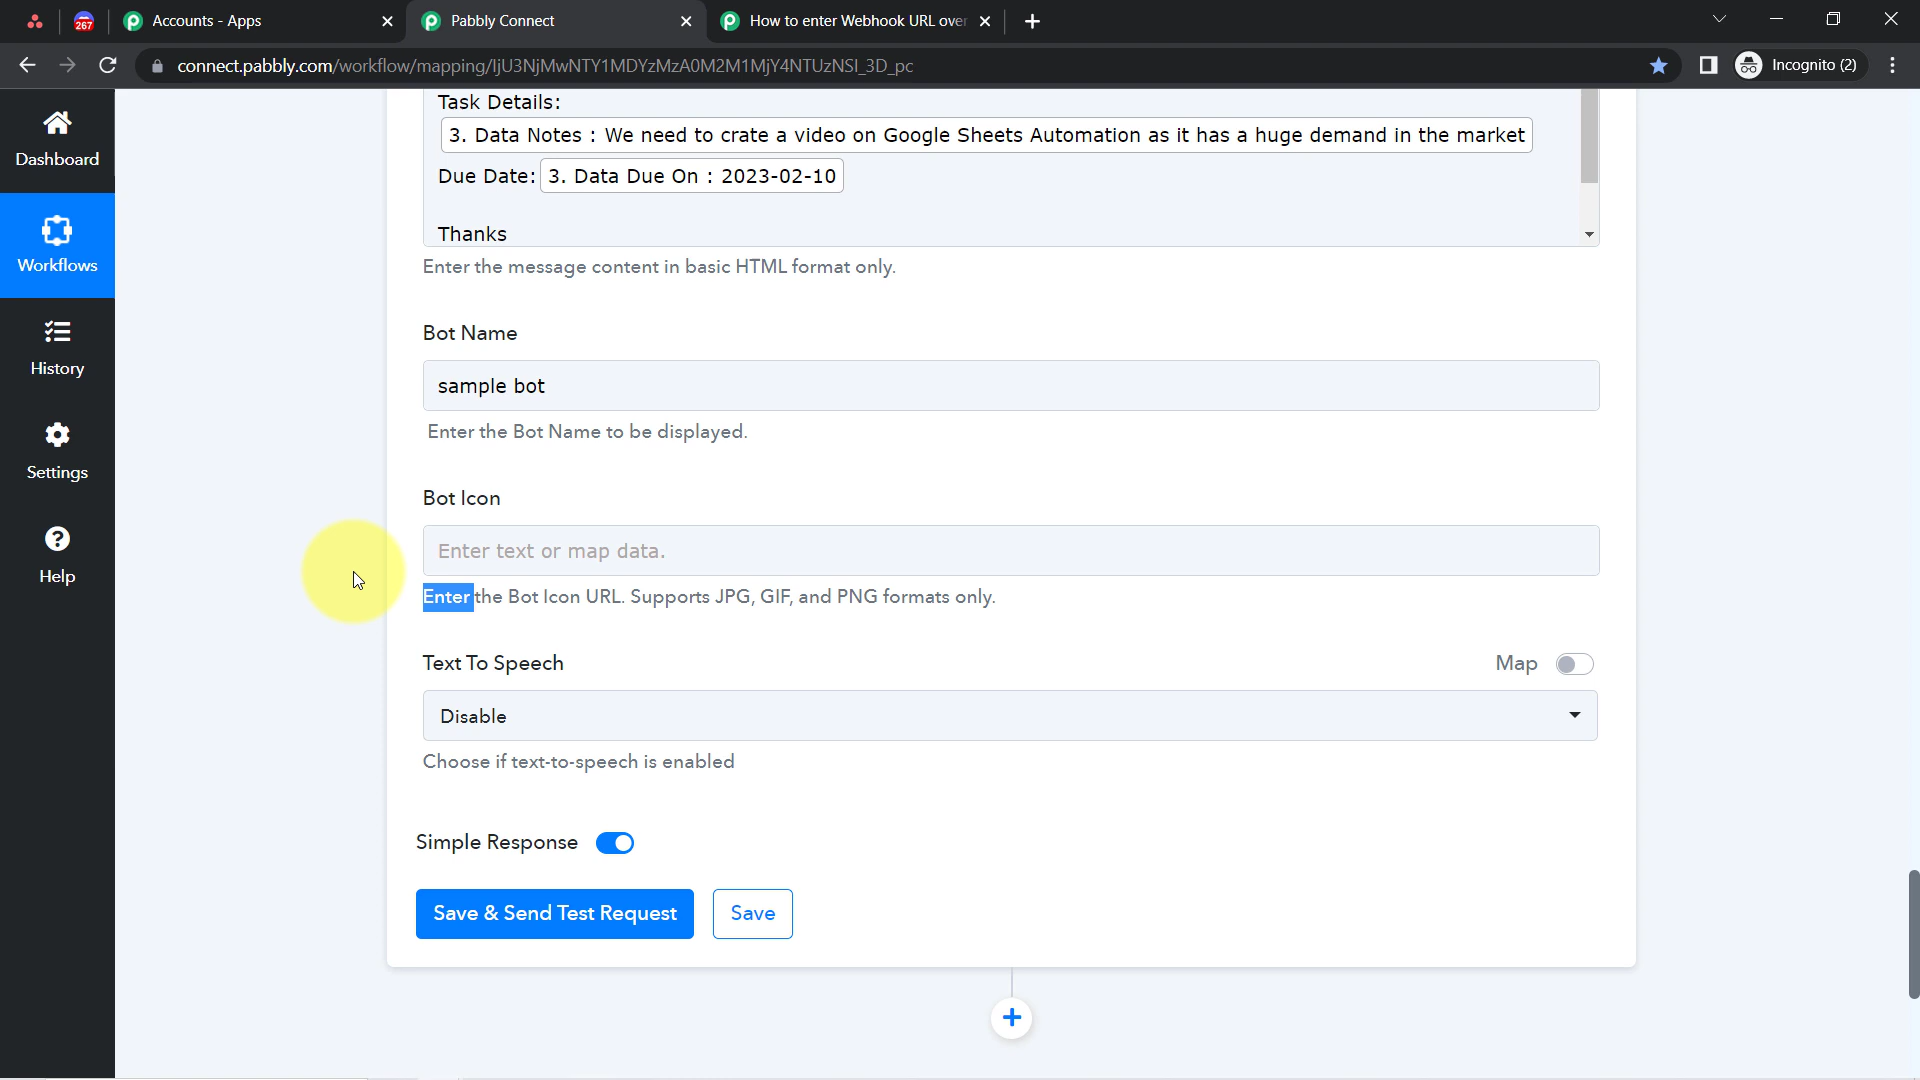 267
Accounts - Apps
Pabbly Connect
How to enter Webhook URL over
connect.pabbly.com/workflow/mapping/IjU3NjMwNTY1MDYzMzA0M2M1MjY4NTUzNSI_3D_pc
Incognito (2)
Dashboard
Workflows
History
Settings
Help
Task Details:
3. Data Notes : We need to crate a video on Google Sheets Automation as it has a huge demand in the market
Due Date: 3. Data Due On : 2023-02-10
Thanks
Enter the message content in basic HTML format only.
Bot Name
sample bot
Enter the Bot Name to be displayed.
Bot Icon
Enter text or map data.
Enter the Bot Icon URL. Supports JPG, GIF, and PNG formats only.
Text To Speech
Map
Disable
Choose if text-to-speech is enabled
Simple Response
Save & Send Test Request
Save